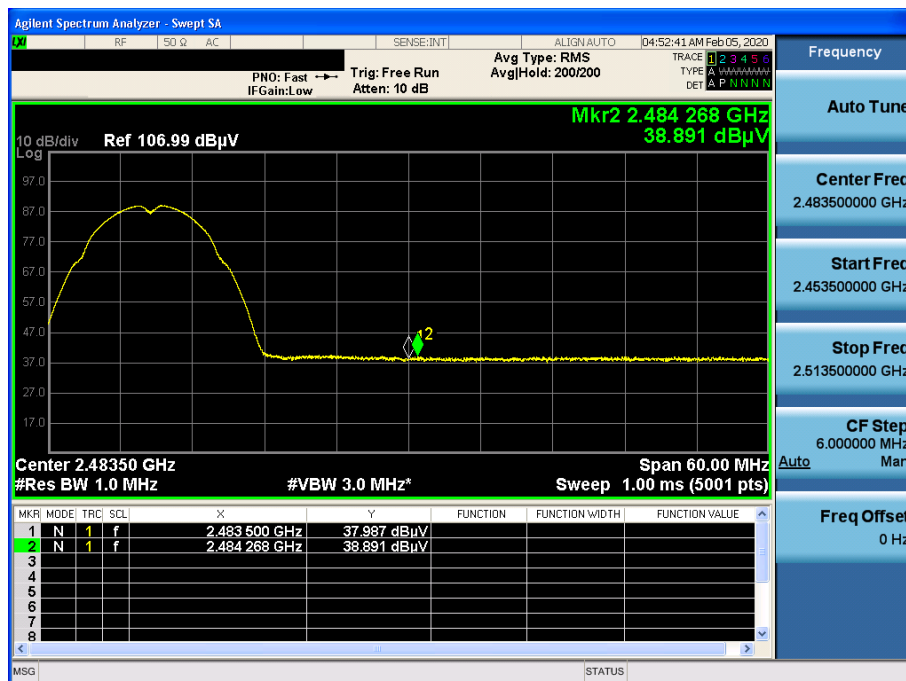 Agilent Spectrum Analyzer - Swept SA
LXI RF 50 Ω AC SENSE:INT ALIGN AUTO 04:52:41 AM Feb 05, 2020
PNO: Fast Trig: Free Run Avg Type: RMS TRACE 1 2 3 4 5 6
IFGain:Low Atten: 10 dB Avg|Hold: 200/200 TYPE A WWWWW
DET A P N N N N
Mkr2 2.484 268 GHz
38.891 dBµV
10 dB/div Ref 106.99 dBµV
Log
97.0
87.0
77.0
67.0
57.0
47.0
12
37.0
27.0
17.0
Center 2.48350 GHz Span 60.00 MHz
#Res BW 1.0 MHz #VBW 3.0 MHz* Sweep 1.00 ms (5001 pts)
MKR MODE TRC SCL X Y FUNCTION FUNCTION WIDTH FUNCTION VALUE
1 N 1 f 2.483 500 GHz 37.987 dBµV
2 N 1 f 2.484 268 GHz 38.891 dBµV
3
4
5
6
7
8
MSG STATUS
Frequency
Auto Tune
Center Freq
2.483500000 GHz
Start Freq
2.453500000 GHz
Stop Freq
2.513500000 GHz
CF Step
6.000000 MHz
Auto Man
Freq Offset
0 Hz